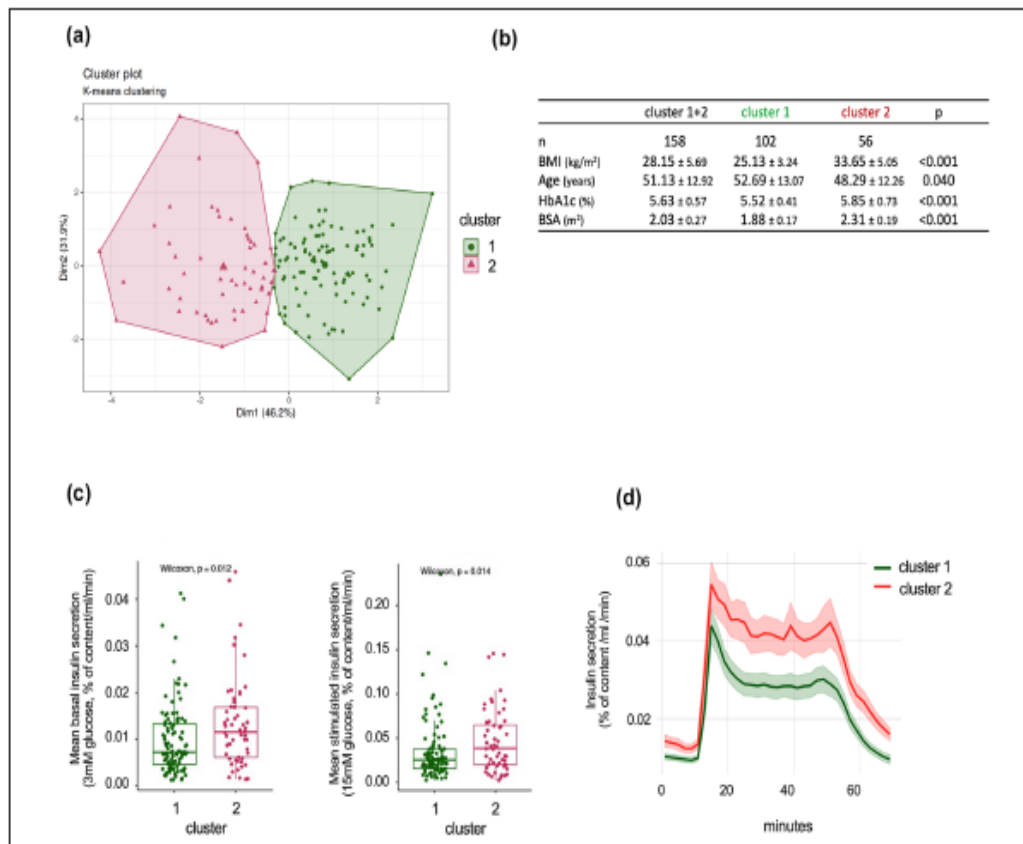 (a)
Cluster plot
K-means clustering
4
2
0
-2
Dim2 (31.9%)
-4
-2
0
2
Dim1 (46.2%)
cluster
1
2
(b)
cluster 1+2 cluster 1 cluster 2 p
n 158 102 56
BMI (kg/m²) 28.15 ± 5.69 25.13 ± 3.24 33.65 ± 5.05 <0.001
Age (years) 51.13 ± 12.92 52.69 ± 13.07 48.29 ± 12.26 0.040
HbA1c (%) 5.63 ± 0.57 5.52 ± 0.41 5.85 ± 0.73 <0.001
BSA (m²) 2.03 ± 0.27 1.88 ± 0.17 2.31 ± 0.19 <0.001
(c)
Mean basal insulin secretion
(3mM glucose, % of content/ml/min)
Wilcoxon, p = 0.012
0.04
0.03
0.02
0.01
0.00
1 2
cluster
Mean stimulated insulin secretion
(15mM glucose, % of content/ml/min)
Wilcoxon, p = 0.014
0.20
0.15
0.10
0.05
0.00
1 2
cluster
(d)
Insulin secretion
(% of content /ml /min)
0.06
0.04
0.02
0 20 40 60
minutes
cluster 1
cluster 2